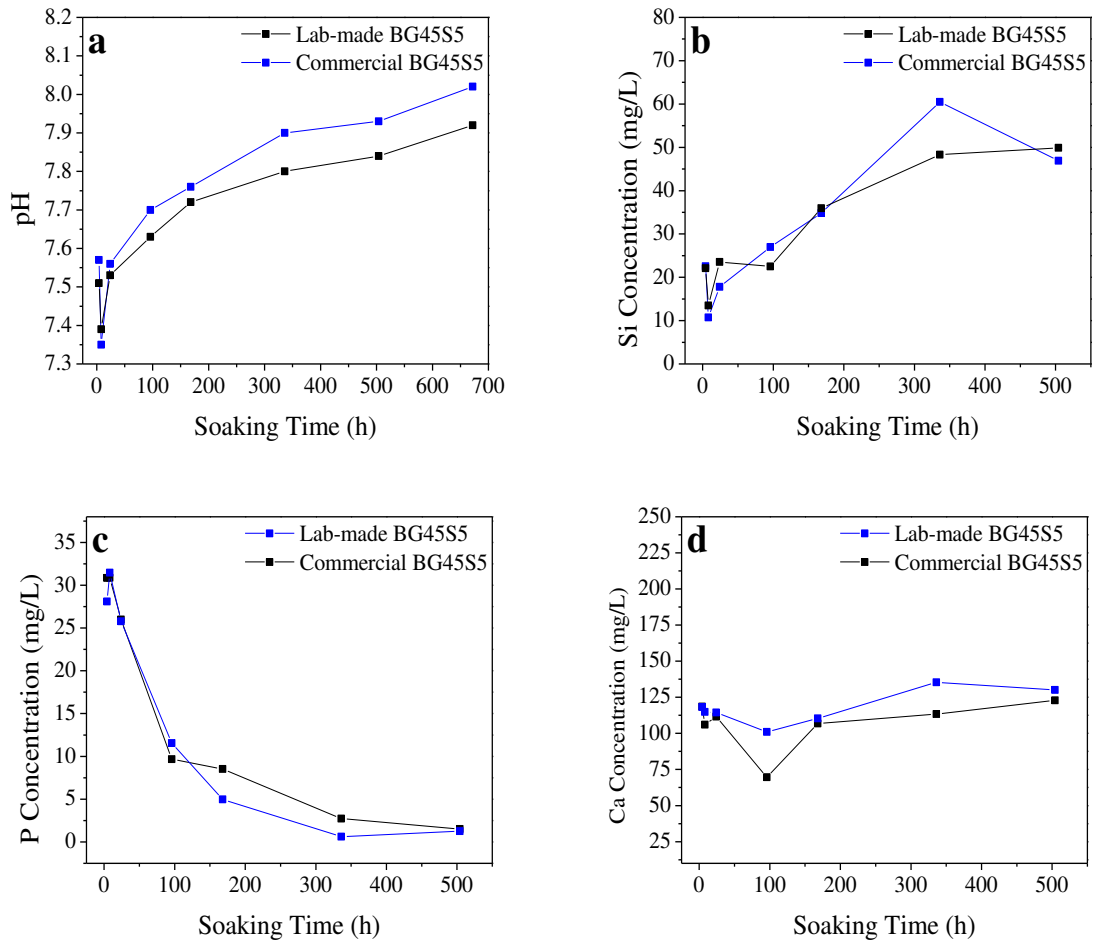 a
Lab-made BG45S5
Commercial BG45S5
8.2
8.1
8.0
7.9
7.8
7.7
7.6
7.5
7.4
7.3
pH
0 100 200 300 400 500 600 700
Soaking Time (h)
b
Lab-made BG45S5
Commercial BG45S5
80
70
60
50
40
30
20
10
0
Si Concentration (mg/L)
0 100 200 300 400 500
Soaking Time (h)
c
Lab-made BG45S5
Commercial BG45S5
35
30
25
20
15
10
5
0
P Concentration (mg/L)
0 100 200 300 400 500
Soaking Time (h)
d
Lab-made BG45S5
Commercial BG45S5
250
225
200
175
150
125
100
75
50
25
Ca Concentration (mg/L)
0 100 200 300 400 500
Soaking Time (h)